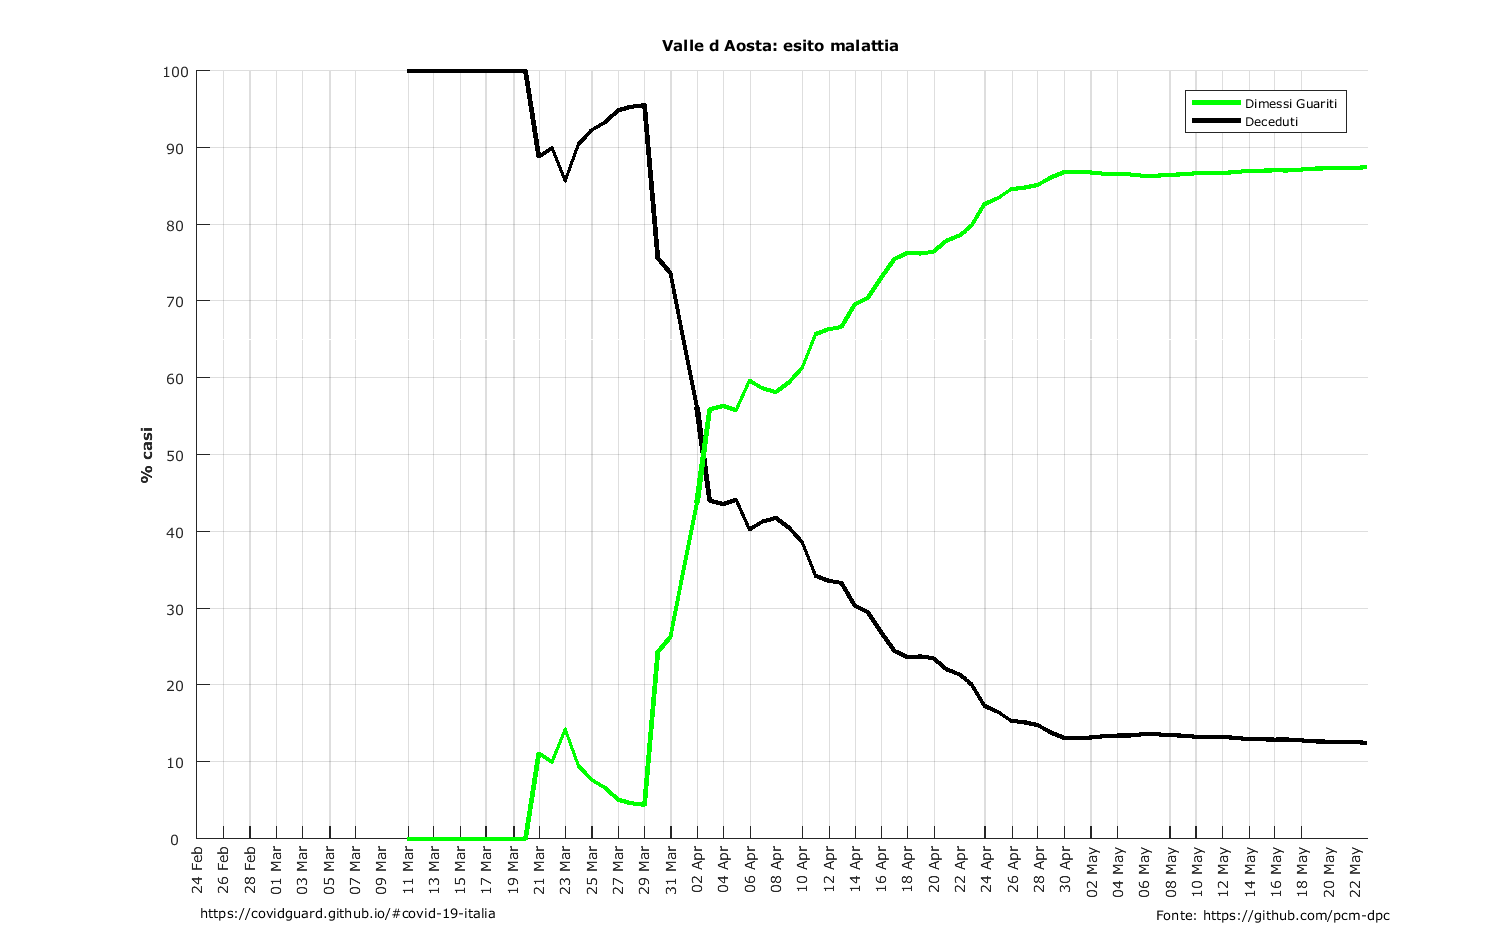 Valle d Aosta: esito malattia
Dimessi Guariti
Deceduti
% casi
100
90
80
70
60
50
40
30
20
10
0
24 Feb
26 Feb
28 Feb
01 Mar
03 Mar
05 Mar
07 Mar
09 Mar
11 Mar
13 Mar
15 Mar
17 Mar
19 Mar
21 Mar
23 Mar
25 Mar
27 Mar
29 Mar
31 Mar
02 Apr
04 Apr
06 Apr
08 Apr
10 Apr
12 Apr
14 Apr
16 Apr
18 Apr
20 Apr
22 Apr
24 Apr
26 Apr
28 Apr
30 Apr
02 May
04 May
06 May
08 May
10 May
12 May
14 May
16 May
18 May
20 May
22 May
https://covidguard.github.io/#covid-19-italia
Fonte: https://github.com/pcm-dpc